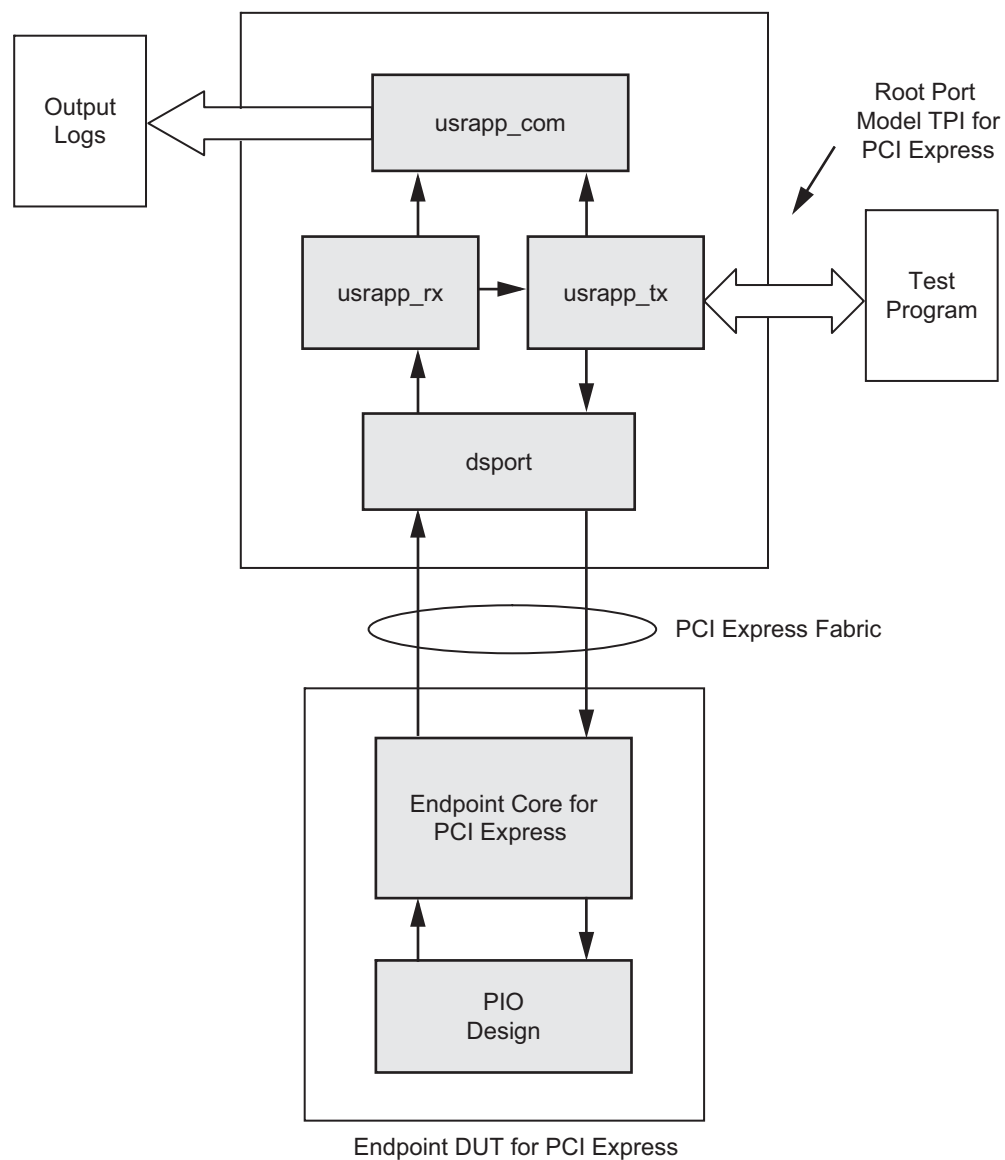 Output
Logs
usrapp_com
Root Port
Model TPI for
PCI Express
usrapp_rx
usrapp_tx
Test
Program
dsport
PCI Express Fabric
Endpoint Core for
PCI Express
PIO
Design
Endpoint DUT for PCI Express